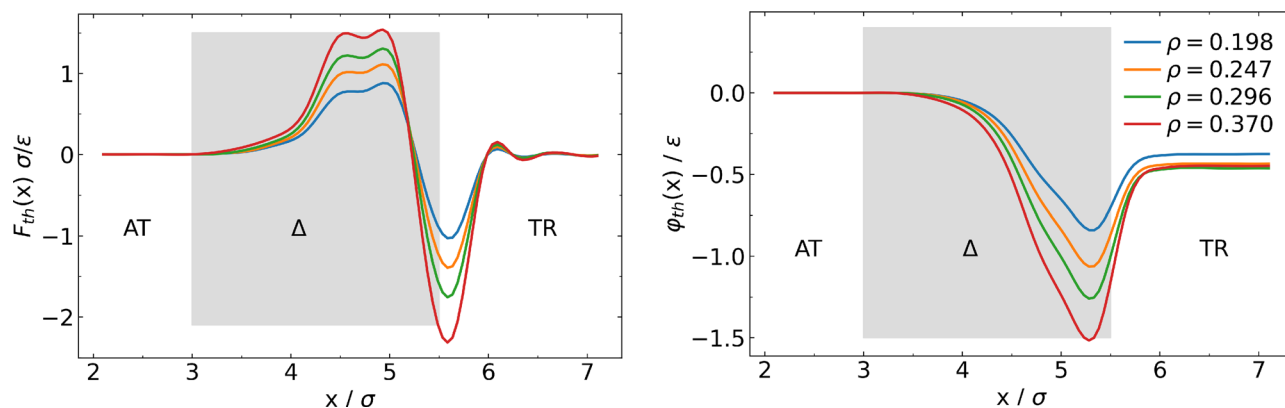 F_th(x) σ/ε
1
0
−1
−2
AT
Δ
TR
2
3
4
5
6
7
x / σ
φ_th(x) / ε
0.0
−0.5
−1.0
−1.5
ρ = 0.198
ρ = 0.247
ρ = 0.296
ρ = 0.370
AT
Δ
TR
2
3
4
5
6
7
x / σ